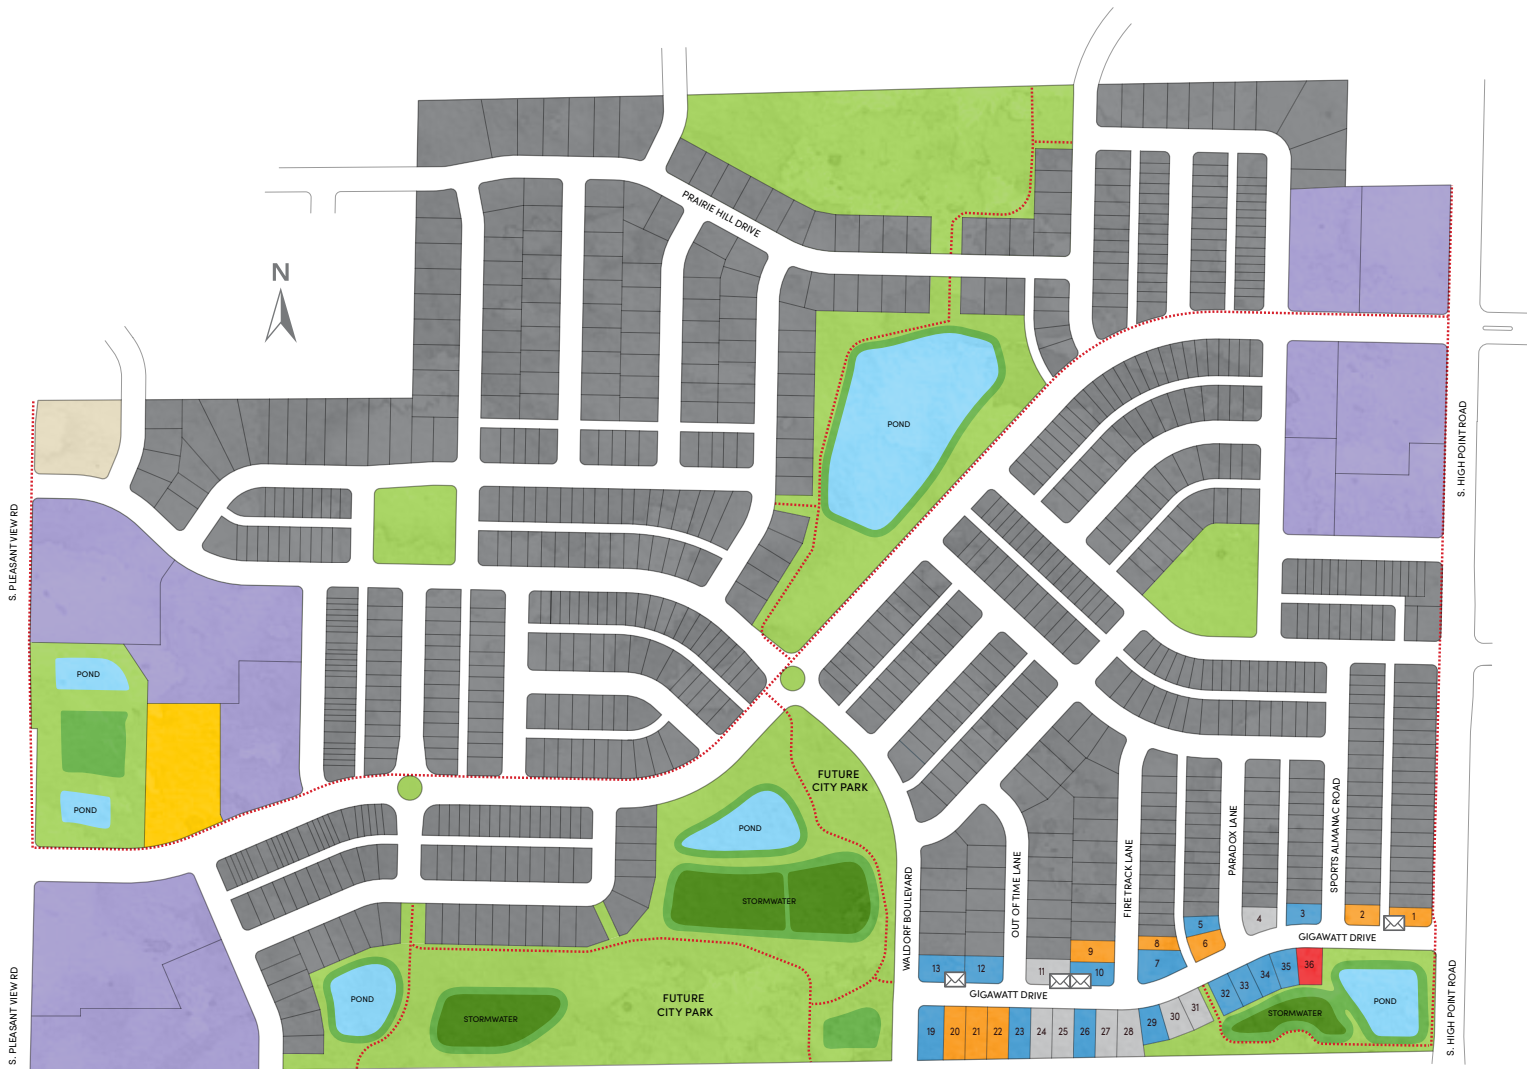 PRAIRIE HILL DRIVE
N
POND
S. HIGH POINT ROAD
S. PLEASANT VIEW RD
POND
POND
FUTURE
CITY PARK
POND
STORMWATER
WALDORF BOULEVARD
OUT OF TIME LANE
FIRE TRACK LANE
PARADOX LANE
SPORTS ALMANAC ROAD
5
4
3
2
1
6
GIGAWATT DRIVE
8
9
7
13
12
11
10
GIGAWATT DRIVE
36
35
34
33
32
31
30
29
19
20
21
22
23
24
25
26
27
28
POND
STORMWATER
S. HIGH POINT ROAD
S. PLEASANT VIEW RD
POND
STORMWATER
FUTURE
CITY PARK